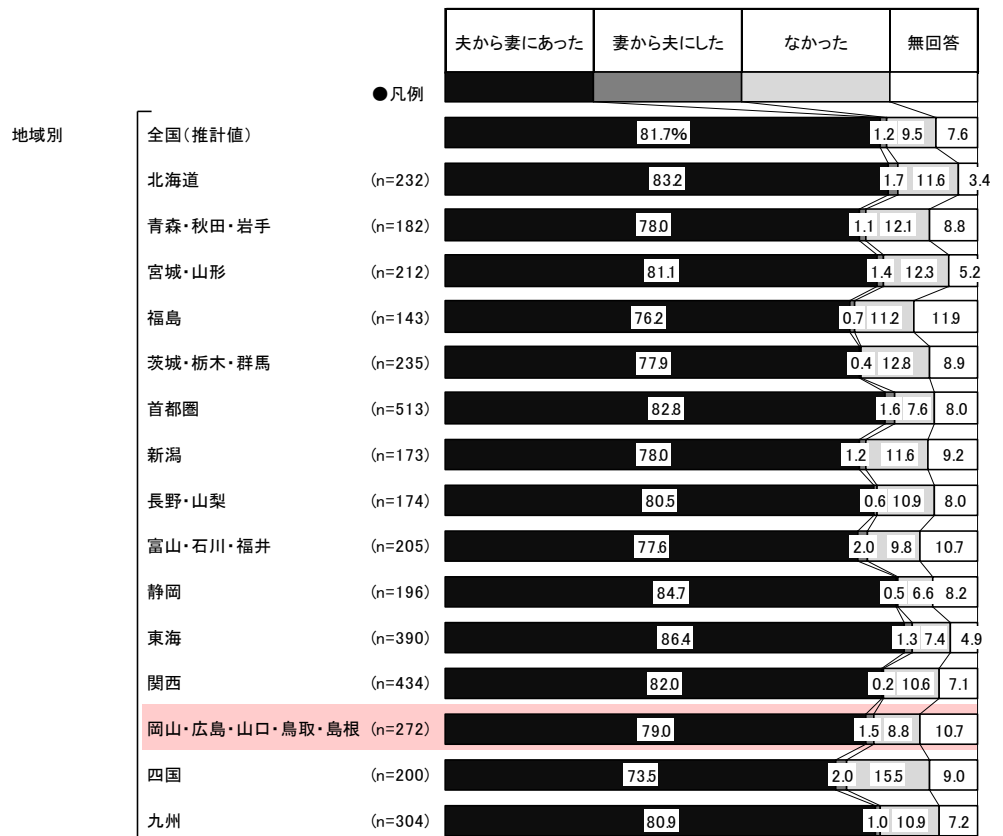 夫から妻にあった 妻から夫にした なかった 無回答
●凡例
地域別 全国(推計値) 81.7% 1.2 9.5 7.6
北海道 (n=232) 83.2 1.7 11.6 3.4
青森・秋田・岩手 (n=182) 78.0 1.1 12.1 8.8
宮城・山形 (n=212) 81.1 1.4 12.3 5.2
福島 (n=143) 76.2 0.7 11.2 11.9
茨城・栃木・群馬 (n=235) 77.9 0.4 12.8 8.9
首都圏 (n=513) 82.8 1.6 7.6 8.0
新潟 (n=173) 78.0 1.2 11.6 9.2
長野・山梨 (n=174) 80.5 0.6 10.9 8.0
富山・石川・福井 (n=205) 77.6 2.0 9.8 10.7
静岡 (n=196) 84.7 0.5 6.6 8.2
東海 (n=390) 86.4 1.3 7.4 4.9
関西 (n=434) 82.0 0.2 10.6 7.1
岡山・広島・山口・鳥取・島根 (n=272) 79.0 1.5 8.8 10.7
四国 (n=200) 73.5 2.0 15.5 9.0
九州 (n=304) 80.9 1.0 10.9 7.2